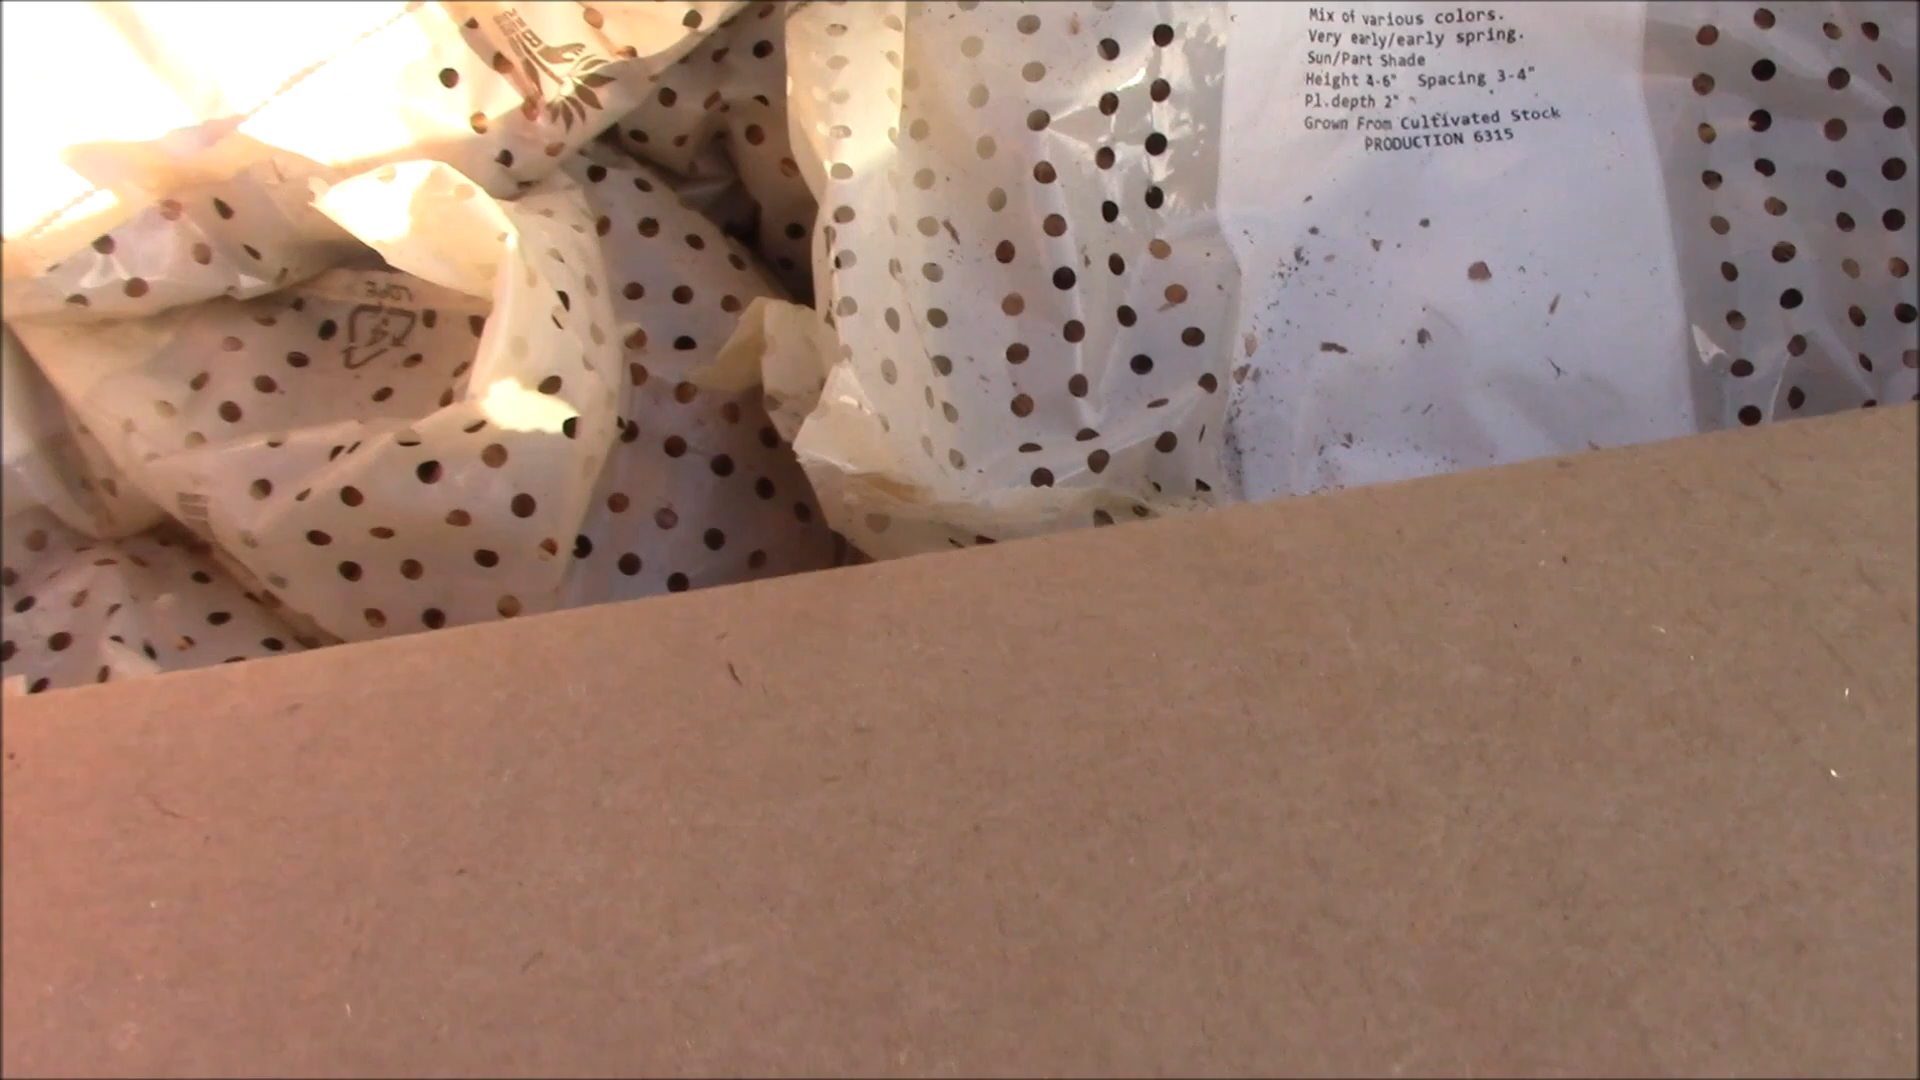 Mix of various colors.
Very early/early spring.
Sun/Part Shade
Height 4-6" Spacing 3-4"
Pl.depth 2"
Grown From Cultivated Stock
PRODUCTION 6315